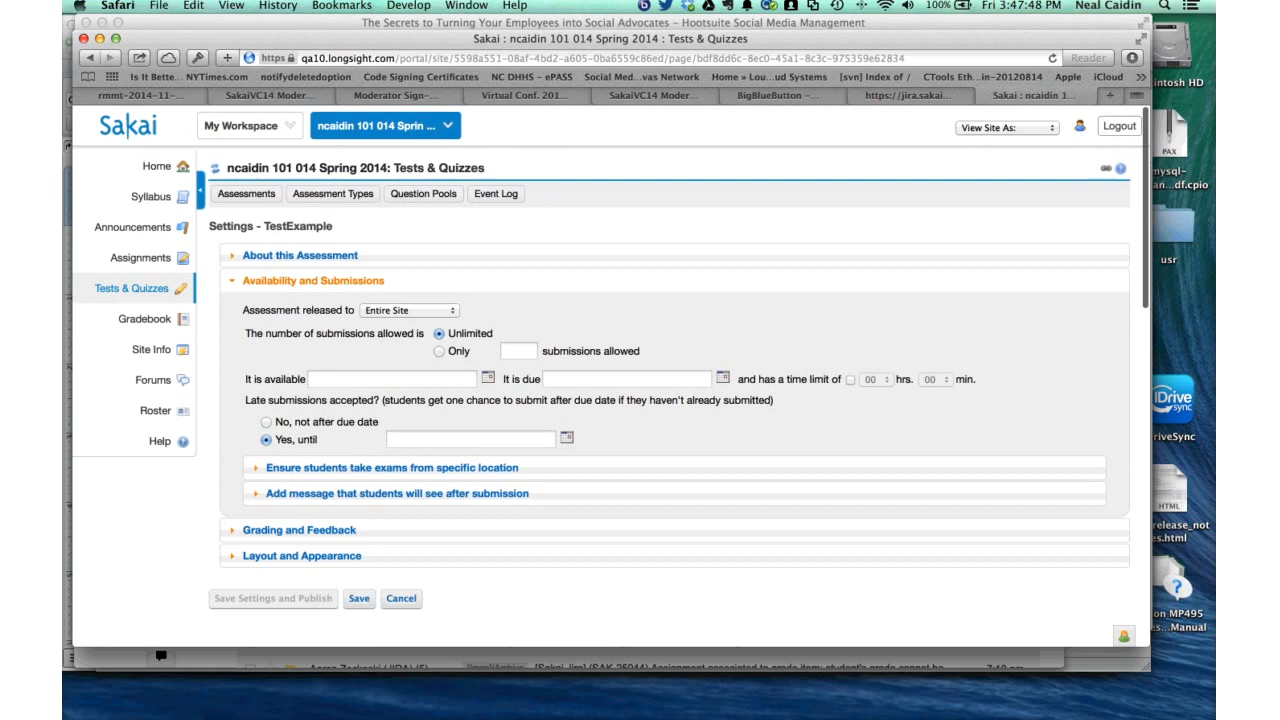 Safari File Edit View History Bookmarks Develop Window Help 100% Fri 3:47:48 PM Neal Caidin
The Secrets to Turning Your Employees into Social Advocates – Hootsuite Social Media Management
Sakai : ncaidin 101 014 Spring 2014 : Tests & Quizzes
https qa10.longsight.com/portal/site/5598a551-08af-4bd2-a605-0ba6559c86ed/page/bdf8dd6c-8ec0-45a1-8c3c-975359e62834 Reader
Is It Bette... NYTimes.com notifydeletedoption Code Signing Certificates NC DHHS – ePASS Social Med...vas Network Home » Lou...ud Systems [svn] Index of / CTools Eth...in-20120814 Apple iCloud
intosh HD
rmmt-2014-11-... SakaiVC14 Moder... Moderator Sign-... Virtual Conf. 201... SakaiVC14 Moder... BigBlueButton –... https://jira.sakai... Sakai : ncaidin 1...
Sakai My Workspace ncaidin 101 014 Sprin ... View Site As: Logout
PAX
mysql-
an...df.cpio
Home ncaidin 101 014 Spring 2014: Tests & Quizzes
Syllabus Assessments Assessment Types Question Pools Event Log
Announcements Settings - TestExample
Assignments About this Assessment
usr
Tests & Quizzes Availability and Submissions
Assessment released to Entire Site
Gradebook
The number of submissions allowed is Unlimited
Site Info Only submissions allowed
Forums It is available It is due and has a time limit of 00 hrs. 00 min.
Late submissions accepted? (students get one chance to submit after due date if they haven't already submitted)
IDrive
sync
Roster
No, not after due date
riveSync
Help Yes, until
Ensure students take exams from specific location
Add message that students will see after submission
HTML
Grading and Feedback
release_not
es.html
Layout and Appearance
Save Settings and Publish Save Cancel
on MP495
es...Manual